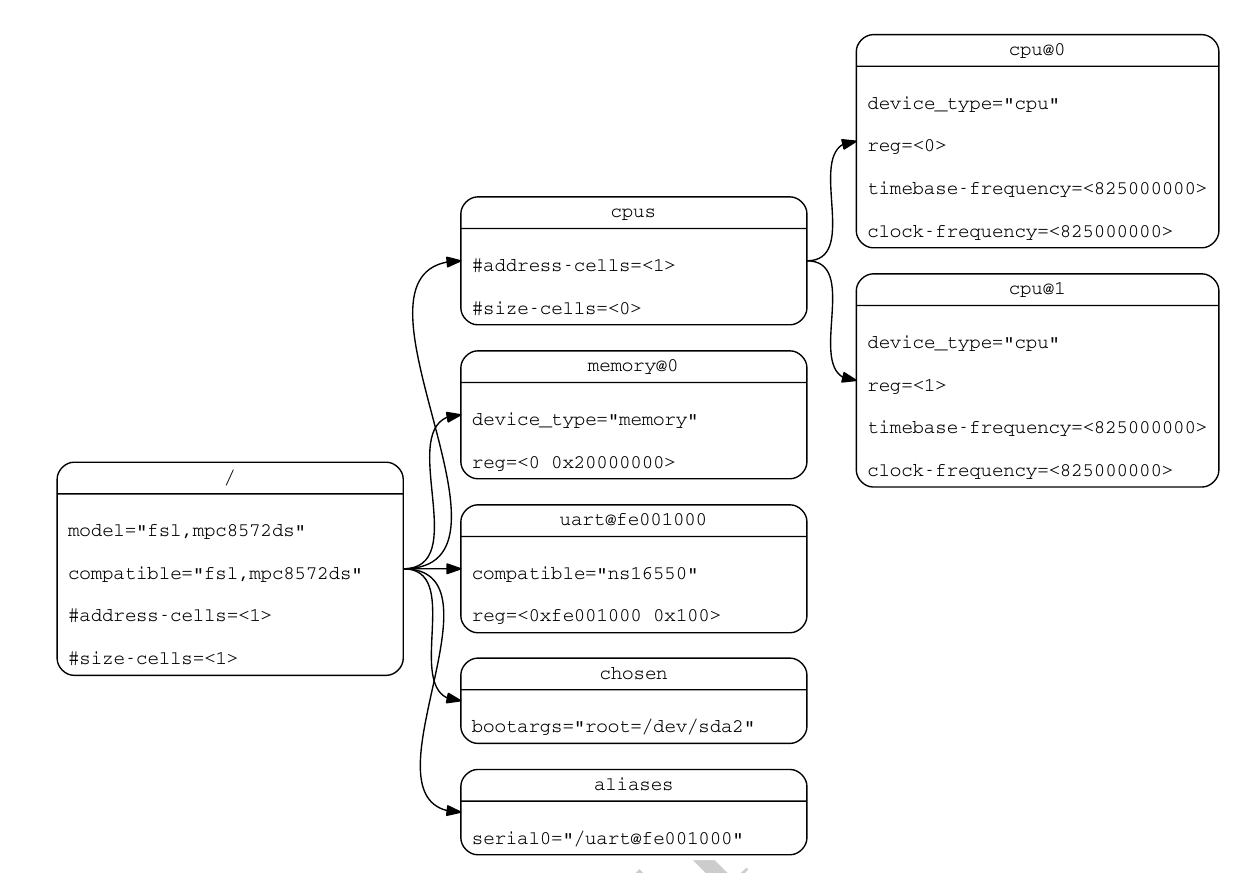 /
model="fsl,mpc8572ds"
compatible="fsl,mpc8572ds"
#address-cells=<1>
#size-cells=<1>
cpus
#address-cells=<1>
#size-cells=<0>
memory@0
device_type="memory"
reg=<0 0x20000000>
uart@fe001000
compatible="ns16550"
reg=<0xfe001000 0x100>
chosen
bootargs="root=/dev/sda2"
aliases
serial0="/uart@fe001000"
cpu@0
device_type="cpu"
reg=<0>
timebase-frequency=<825000000>
clock-frequency=<825000000>
cpu@1
device_type="cpu"
reg=<1>
timebase-frequency=<825000000>
clock-frequency=<825000000>